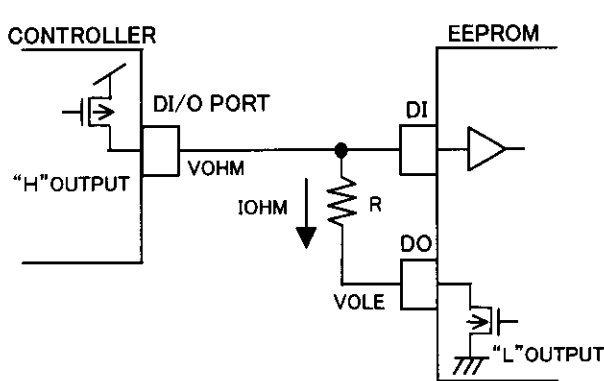 CONTROLLER
EEPROM
DI/O PORT
DI
VOHM
"H"OUTPUT
IOHM
R
DO
VOLE
"L"OUTPUT